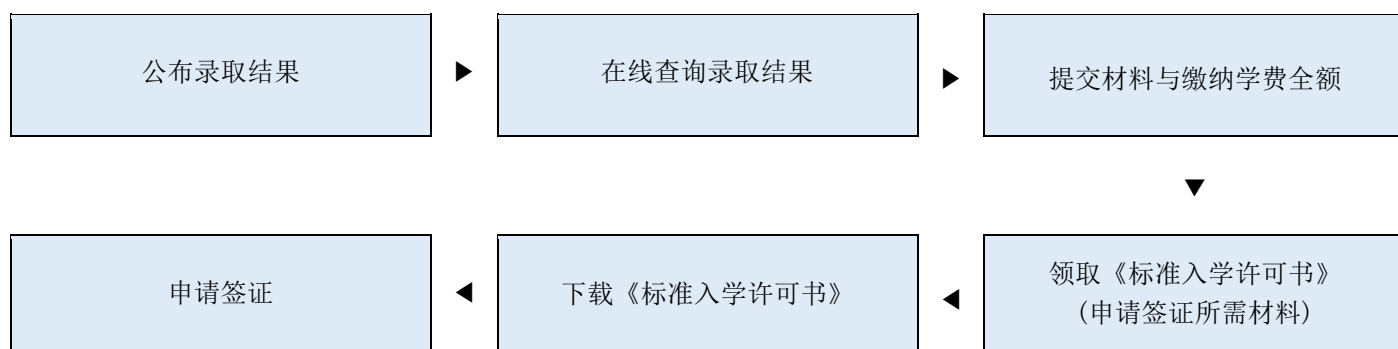 公布录取结果
在线查询录取结果
提交材料与缴纳学费全额
领取《标准入学许可书》
(申请签证所需材料)
下载《标准入学许可书》
申请签证